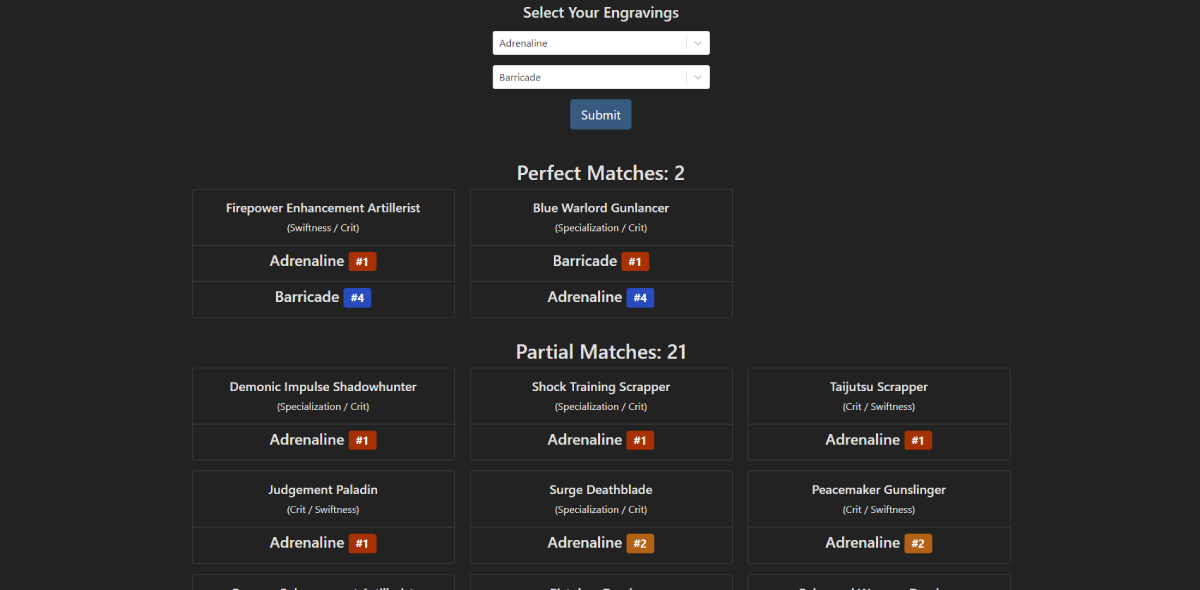 Select Your Engravings
Adrenaline
Barricade
Submit
Perfect Matches: 2
Firepower Enhancement Artillerist
(Swiftness / Crit)
Adrenaline #1
Barricade #4
Blue Warlord Gunlancer
(Specialization / Crit)
Barricade #1
Adrenaline #4
Partial Matches: 21
Demonic Impulse Shadowhunter
(Specialization / Crit)
Adrenaline #1
Shock Training Scrapper
(Specialization / Crit)
Adrenaline #1
Taijutsu Scrapper
(Crit / Swiftness)
Adrenaline #1
Judgement Paladin
(Crit / Swiftness)
Adrenaline #1
Surge Deathblade
(Specialization / Crit)
Adrenaline #2
Peacemaker Gunslinger
(Crit / Swiftness)
Adrenaline #2